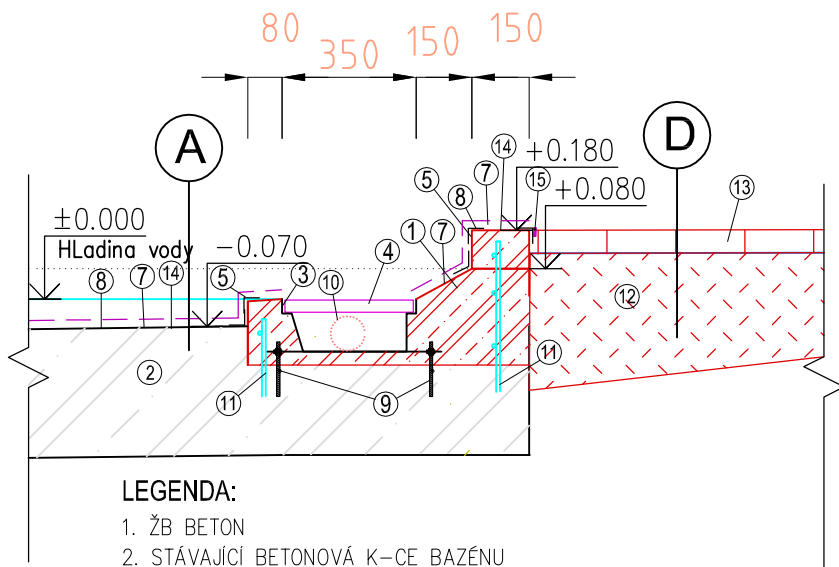 80 350 150 150
A
D
14 +0.180
7
8
5
15
+0.080
13
±0.000
HLadina vody
-0.070
1
7
4
8 7 14
5
3
10
12
2
11
9
11
LEGENDA:
1. ŽB BETON
2. STÁVAJÍCÍ BETONOVÁ K-CE BAZÉNU